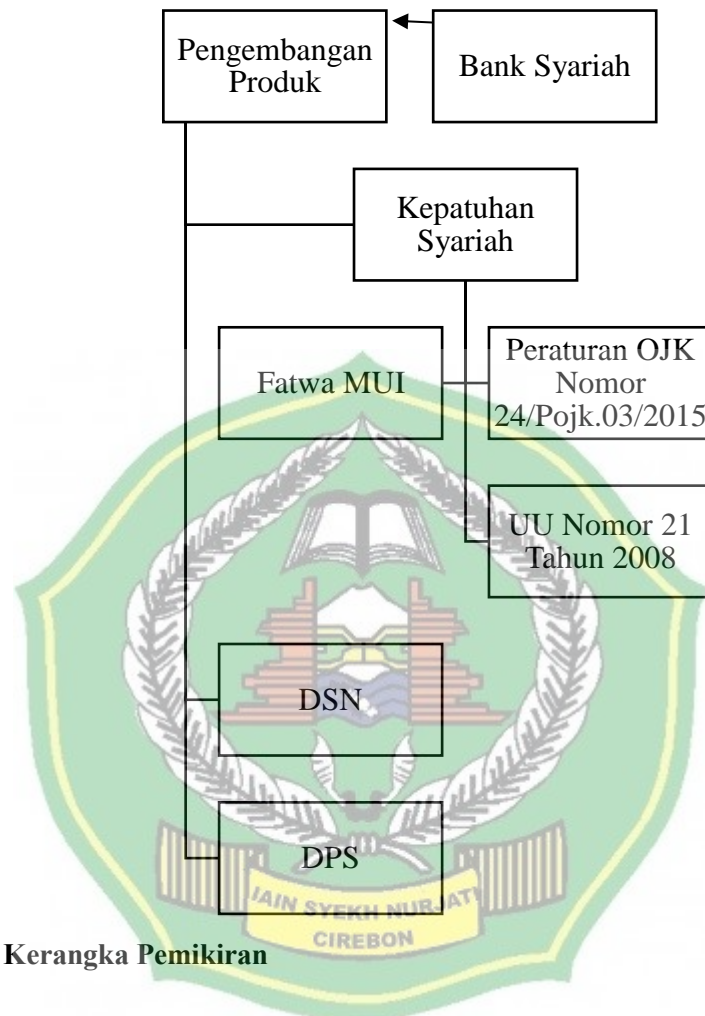 Pengembangan
Produk
Bank Syariah
Kepatuhan
Syariah
Fatwa MUI
Peraturan OJK
Nomor
24/Pojk.03/2015
UU Nomor 21
Tahun 2008
DSN
DPS
IAIN SYEKH NURJATI
CIREBON
Kerangka Pemikiran